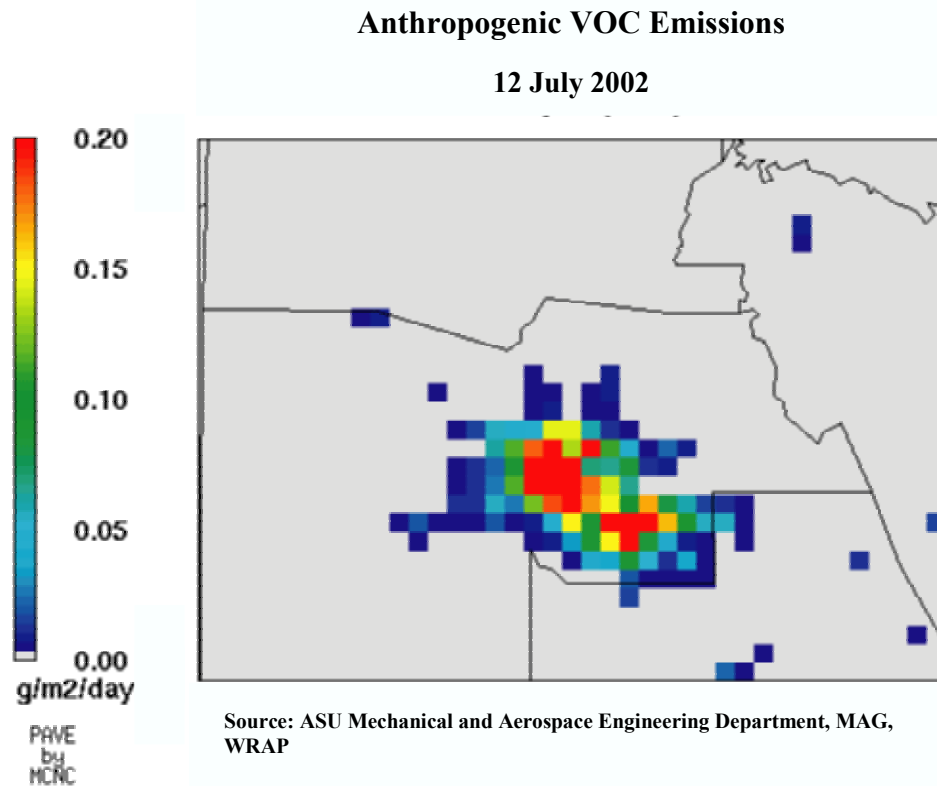 Anthropogenic VOC Emissions
12 July 2002
0.20
0.15
0.10
0.05
0.00
g/m2/day
PAVE
by
MCNC
Source: ASU Mechanical and Aerospace Engineering Department, MAG,
WRAP